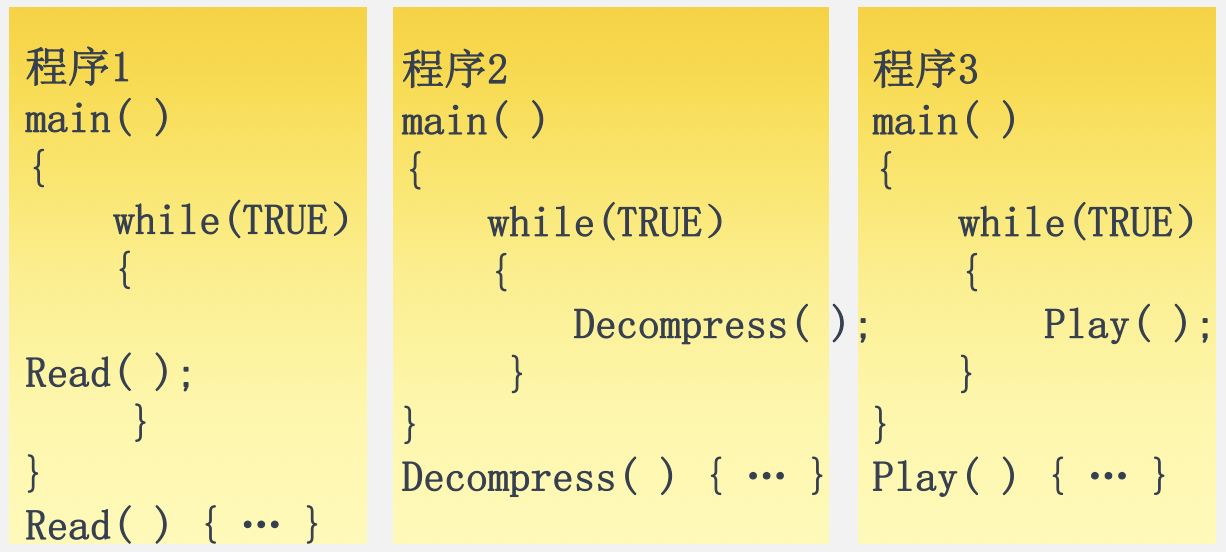 程序1
main( )
{
while(TRUE)
{
Read( );
}
}
Read( ) { … }
程序2
main( )
{
while(TRUE)
{
Decompress( );
}
}
Decompress( ) { … }
程序3
main( )
{
while(TRUE)
{
Play( );
}
}
Play( ) { … }